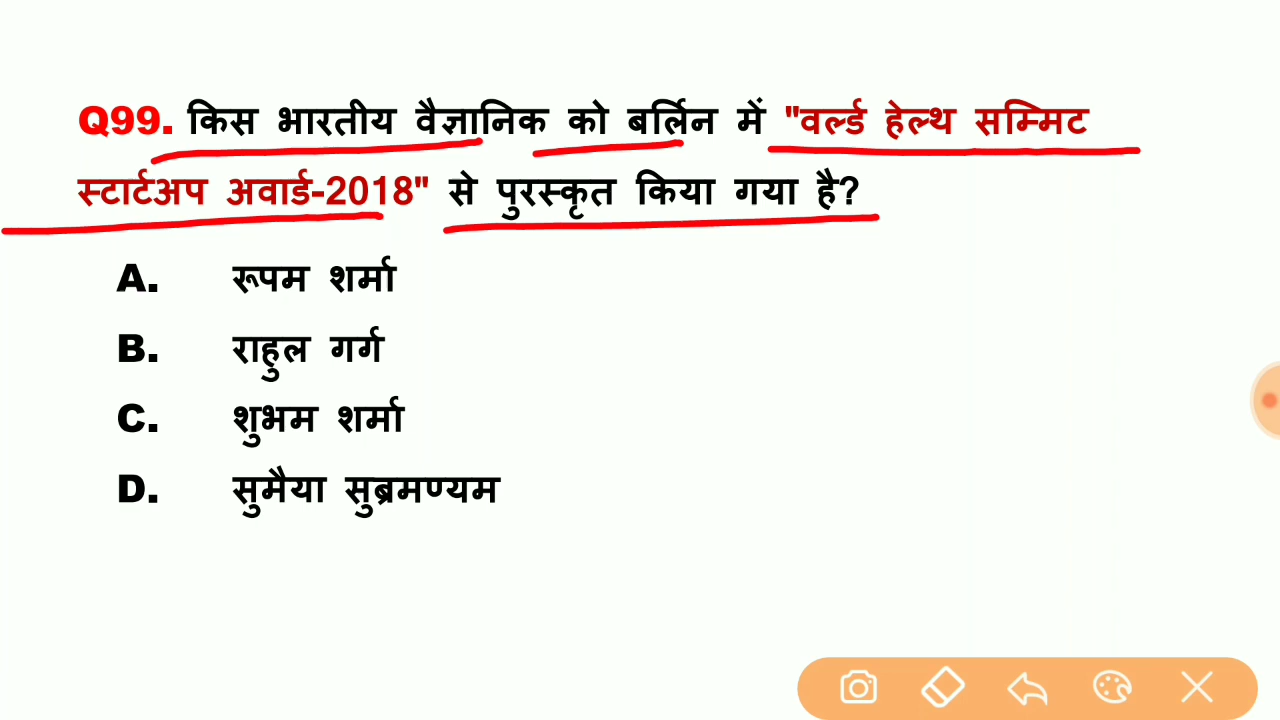 Q99. किस भारतीय वैज्ञानिक को बर्लिन में "वर्ल्ड हेल्थ सम्मिट
स्टार्टअप अवार्ड-2018" से पुरस्कृत किया गया है?
A. रूपम शर्मा
B. राहुल गर्ग
C. शुभम शर्मा
D. सुमैया सुब्रमण्यम